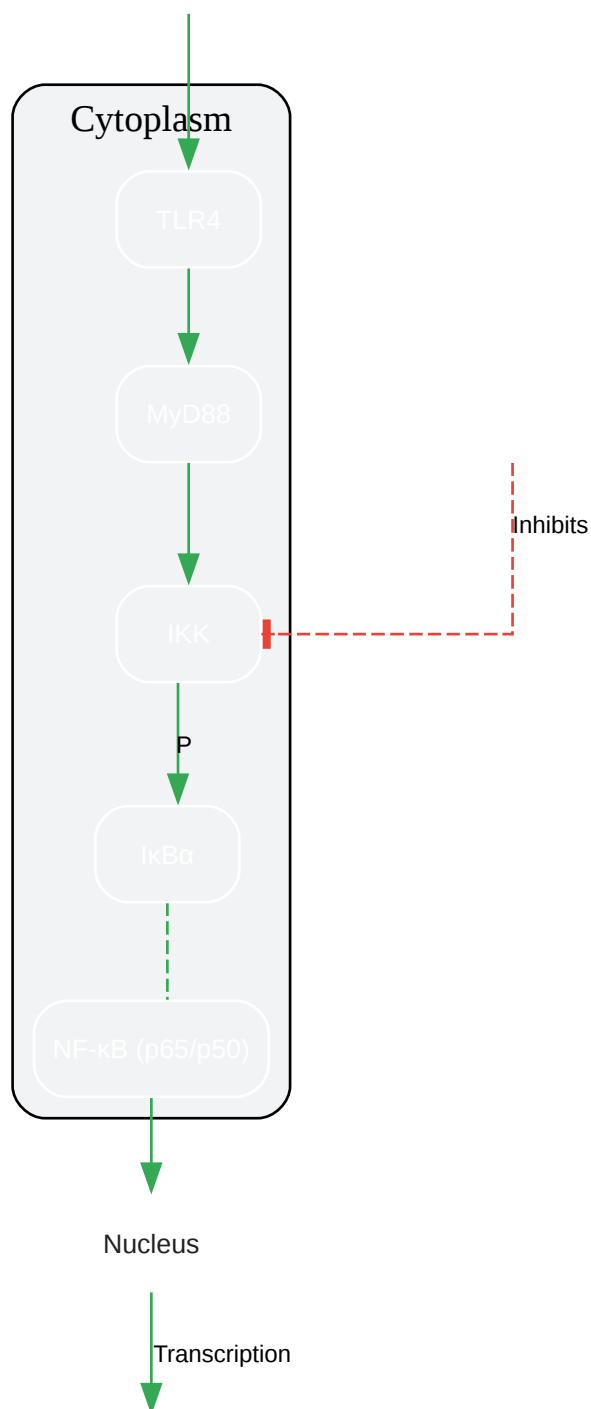 Cytoplasm
TLR4
MyD88
Inhibits
IKK
P
IκBα
NF-κB (p65/p50)
Nucleus
Transcription